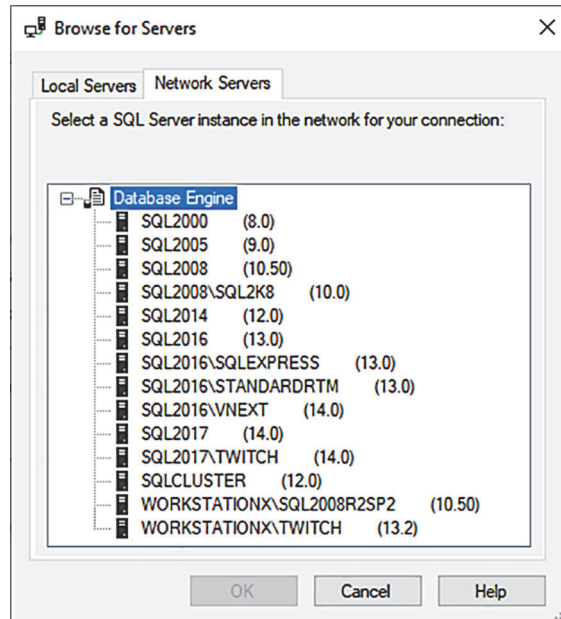 Browse for Servers
Local Servers Network Servers
Select a SQL Server instance in the network for your connection:
Database Engine
SQL2000 (8.0)
SQL2005 (9.0)
SQL2008 (10.50)
SQL2008\SQL2K8 (10.0)
SQL2014 (12.0)
SQL2016 (13.0)
SQL2016\SQLEXPRESS (13.0)
SQL2016\STANDARDRTM (13.0)
SQL2016\VNEXT (14.0)
SQL2017 (14.0)
SQL2017\TWITCH (14.0)
SQLCLUSTER (12.0)
WORKSTATIONX\SQL2008R2SP2 (10.50)
WORKSTATIONX\TWITCH (13.2)
OK Cancel Help